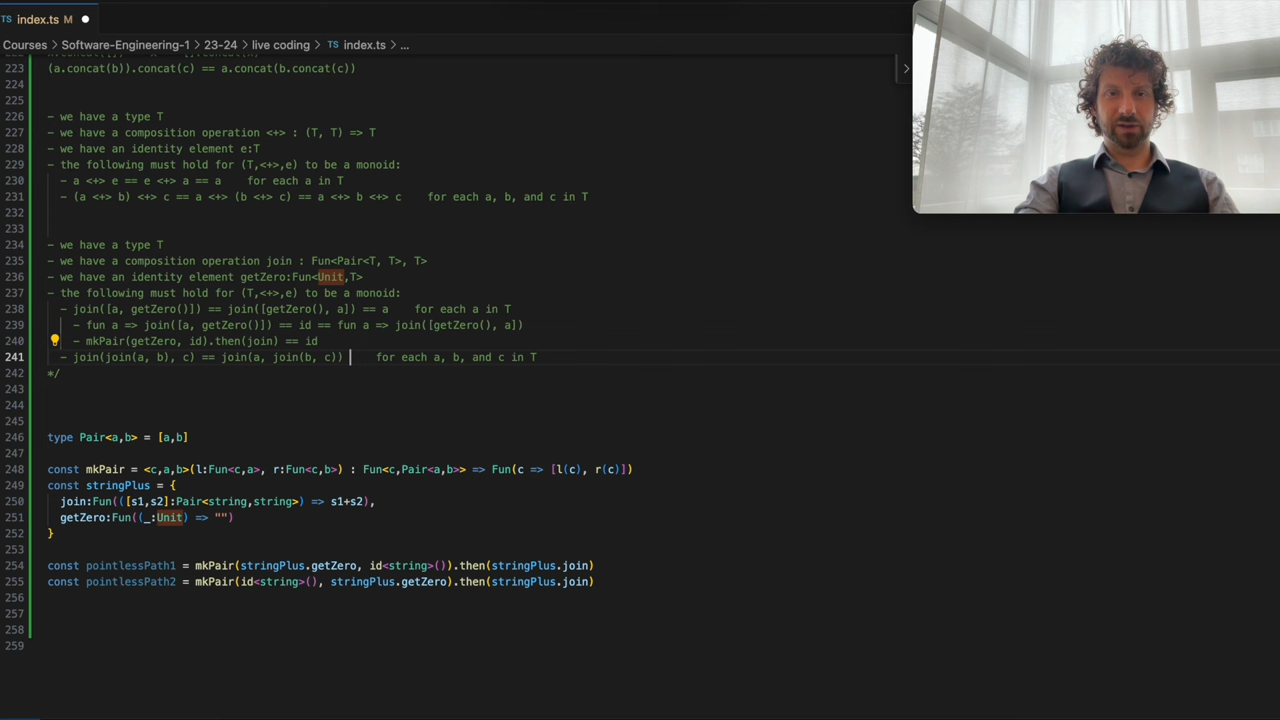 TS index.ts M
Courses > Software-Engineering-1 > 23-24 > live coding > TS index.ts > ...
223 (a.concat(b)).concat(c) == a.concat(b.concat(c))
224
225
226 - we have a type T
227 - we have a composition operation <+> : (T, T) => T
228 - we have an identity element e:T
229 - the following must hold for (T,<+>,e) to be a monoid:
230 - a <+> e == e <+> a == a for each a in T
231 - (a <+> b) <+> c == a <+> (b <+> c) == a <+> b <+> c for each a, b, and c in T
232
233
234 - we have a type T
235 - we have a composition operation join : Fun<Pair<T, T>, T>
236 - we have an identity element getZero:Fun<Unit,T>
237 - the following must hold for (T,<+>,e) to be a monoid:
238 - join([a, getZero()]) == join([getZero(), a]) == a for each a in T
239 - fun a => join([a, getZero()]) == id == fun a => join([getZero(), a])
240 - mkPair(getZero, id).then(join) == id
241 - join(join(a, b), c) == join(a, join(b, c)) for each a, b, and c in T
242 */
243
244
245
246 type Pair<a,b> = [a,b]
247
248 const mkPair = <c,a,b>(l:Fun<c,a>, r:Fun<c,b>) : Fun<c,Pair<a,b>> => Fun(c => [l(c), r(c)])
249 const stringPlus = {
250 join:Fun(([s1,s2]:Pair<string,string>) => s1+s2),
251 getZero:Fun((_:Unit) => "")
252 }
253
254 const pointlessPath1 = mkPair(stringPlus.getZero, id<string>()).then(stringPlus.join)
255 const pointlessPath2 = mkPair(id<string>(), stringPlus.getZero).then(stringPlus.join)
256
257
258
259